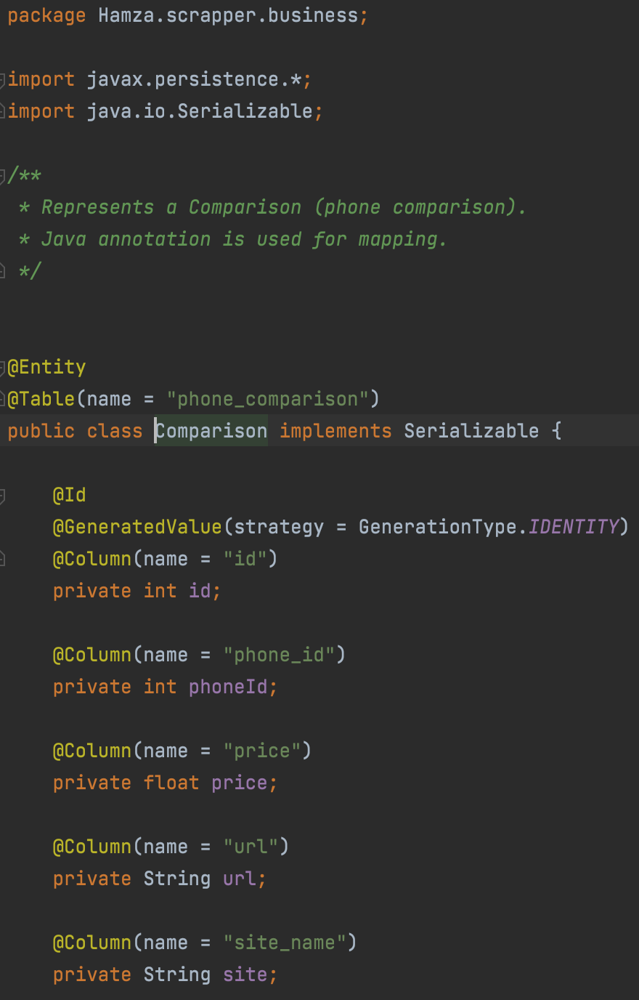 package Hamza.scrapper.business;
import javax.persistence.*;
import java.io.Serializable;
/**
* Represents a Comparison (phone comparison).
* Java annotation is used for mapping.
*/
@Entity
@Table(name = "phone_comparison")
public class Comparison implements Serializable {
@Id
@GeneratedValue(strategy = GenerationType.IDENTITY)
@Column(name = "id")
private int id;
@Column(name = "phone_id")
private int phoneId;
@Column(name = "price")
private float price;
@Column(name = "url")
private String url;
@Column(name = "site_name")
private String site;